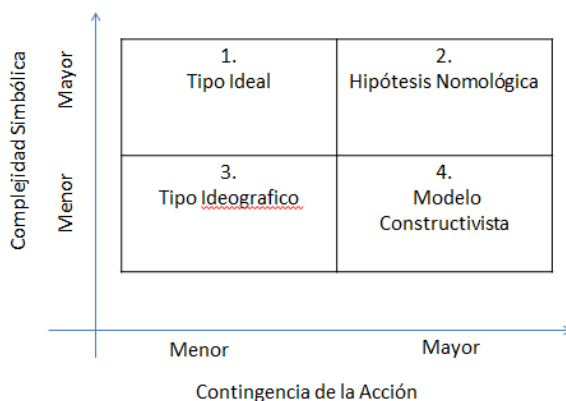 Complejidad Simbólica
Mayor
Menor
1.
Tipo Ideal
2.
Hipótesis Nomológica
3.
Tipo Ideografico
4.
Modelo
Constructivista
Menor
Mayor
Contingencia de la Acción